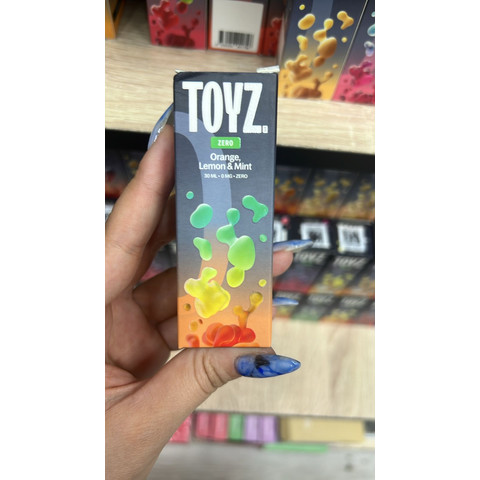 TOYZ
ZERO
Orange,
Lemon & Mint
30 ML • 0 MG • ZERO